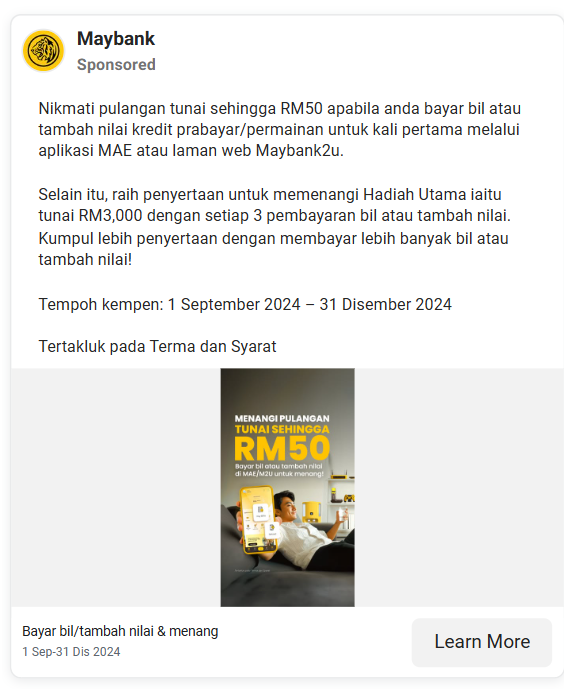 Maybank
Sponsored
Nikmati pulangan tunai sehingga RM50 apabila anda bayar bil atau
tambah nilai kredit prabayar/permainan untuk kali pertama melalui
aplikasi MAE atau laman web Maybank2u.
Selain itu, raih penyertaan untuk memenangi Hadiah Utama iaitu
tunai RM3,000 dengan setiap 3 pembayaran bil atau tambah nilai.
Kumpul lebih penyertaan dengan membayar lebih banyak bil atau
tambah nilai!
Tempoh kempen: 1 September 2024 – 31 Disember 2024
Tertakluk pada Terma dan Syarat
MENANGI PULANGAN
TUNAI SEHINGGA
RM50
Bayar bil atau tambah nilai
di MAE/M2U untuk menang!
Bayar bil/tambah nilai & menang
1 Sep-31 Dis 2024
Learn More